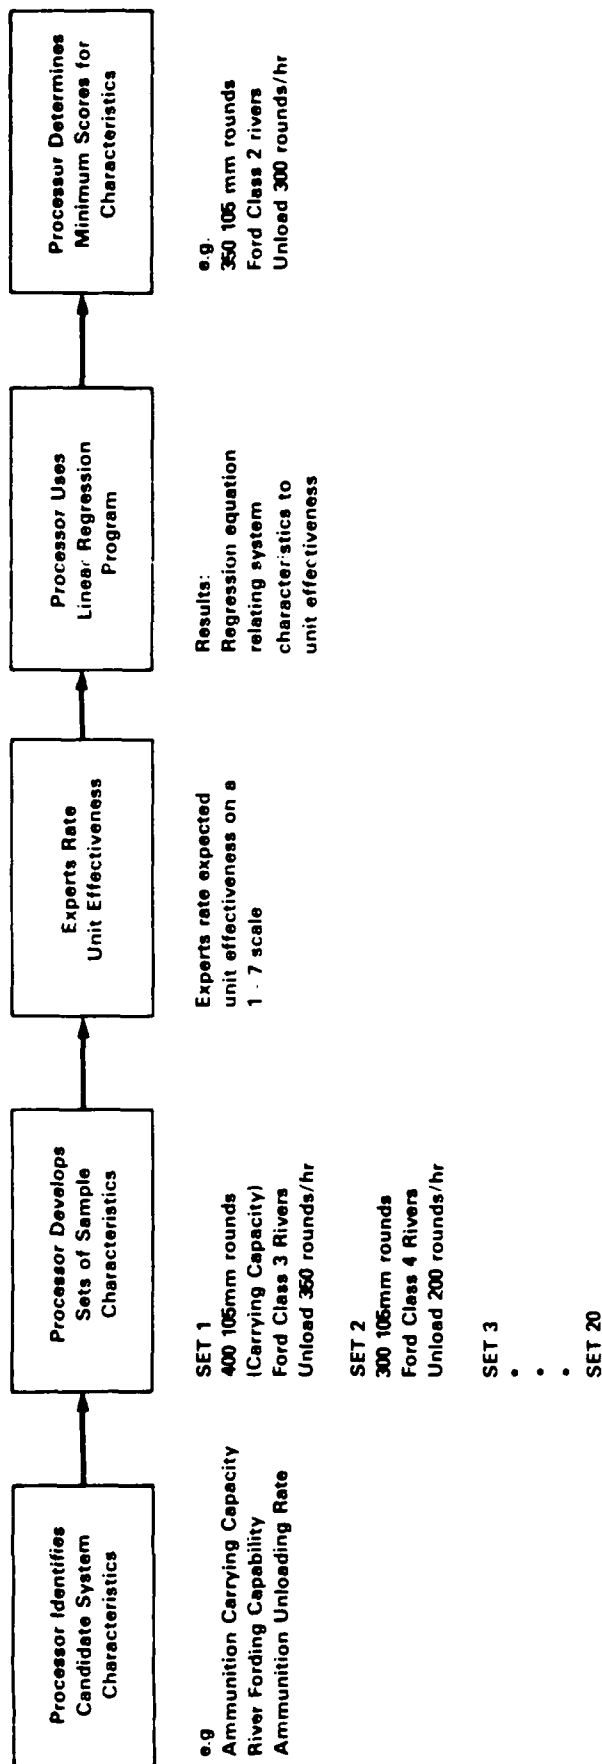 Processor Identifies
Candidate System
Characteristics
e.g
Ammunition Carrying Capacity
River Fording Capability
Ammunition Unloading Rate
Processor Develops
Sets of Sample
Characteristics
SET 1
400 105mm rounds
(Carrying Capacity)
Ford Class 3 Rivers
Unload 350 rounds/hr
SET 2
300 105mm rounds
Ford Class 4 Rivers
Unload 200 rounds/hr
SET 3
•
•
•
SET 20
Experts Rate
Unit Effectiveness
Experts rate expected
unit effectiveness on a
1 - 7 scale
Processor Uses
Linear Regression
Program
Results:
Regression equation
relating system
characteristics to
unit effectiveness
Processor Determines
Minimum Scores for
Characteristics
e.g.
350 105 mm rounds
Ford Class 2 rivers
Unload 300 rounds/hr